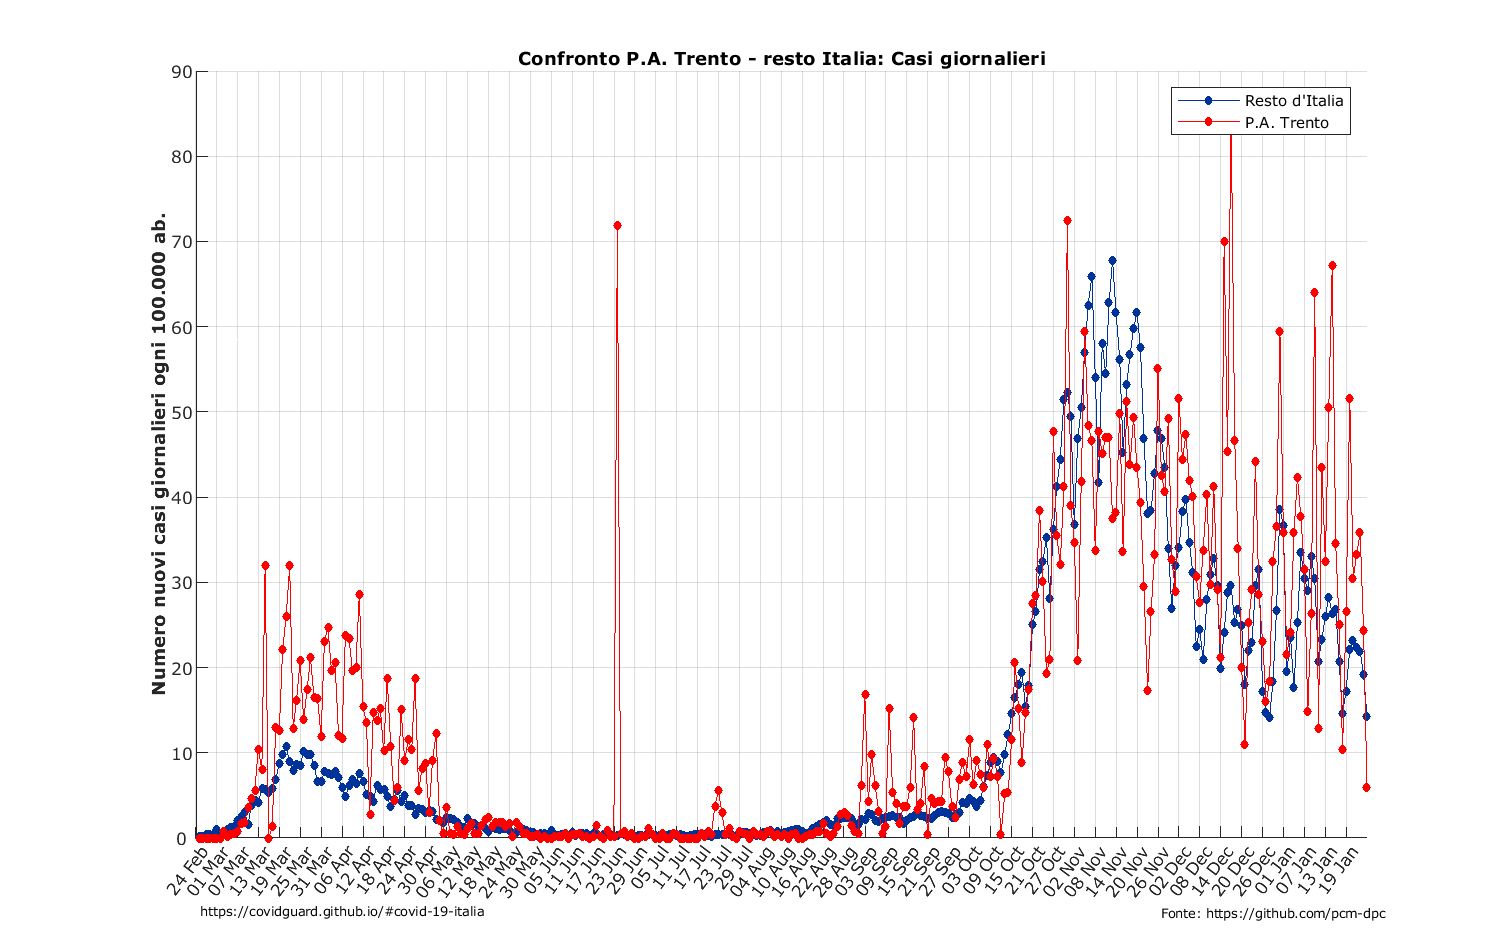 Confronto P.A. Trento - resto Italia: Casi giornalieri
Resto d'Italia
P.A. Trento
Numero nuovi casi giornalieri ogni 100.000 ab.
90
80
70
60
50
40
30
20
10
0
24 Feb
01 Mar
07 Mar
13 Mar
19 Mar
25 Mar
31 Mar
06 Apr
12 Apr
18 Apr
24 Apr
30 Apr
06 May
12 May
18 May
24 May
30 May
05 Jun
11 Jun
17 Jun
23 Jun
29 Jun
05 Jul
11 Jul
17 Jul
23 Jul
29 Jul
04 Aug
10 Aug
16 Aug
22 Aug
28 Aug
03 Sep
09 Sep
15 Sep
21 Sep
27 Sep
03 Oct
09 Oct
15 Oct
21 Oct
27 Oct
02 Nov
08 Nov
14 Nov
20 Nov
26 Nov
02 Dec
08 Dec
14 Dec
20 Dec
26 Dec
01 Jan
07 Jan
13 Jan
19 Jan
https://covidguard.github.io/#covid-19-italia
Fonte: https://github.com/pcm-dpc